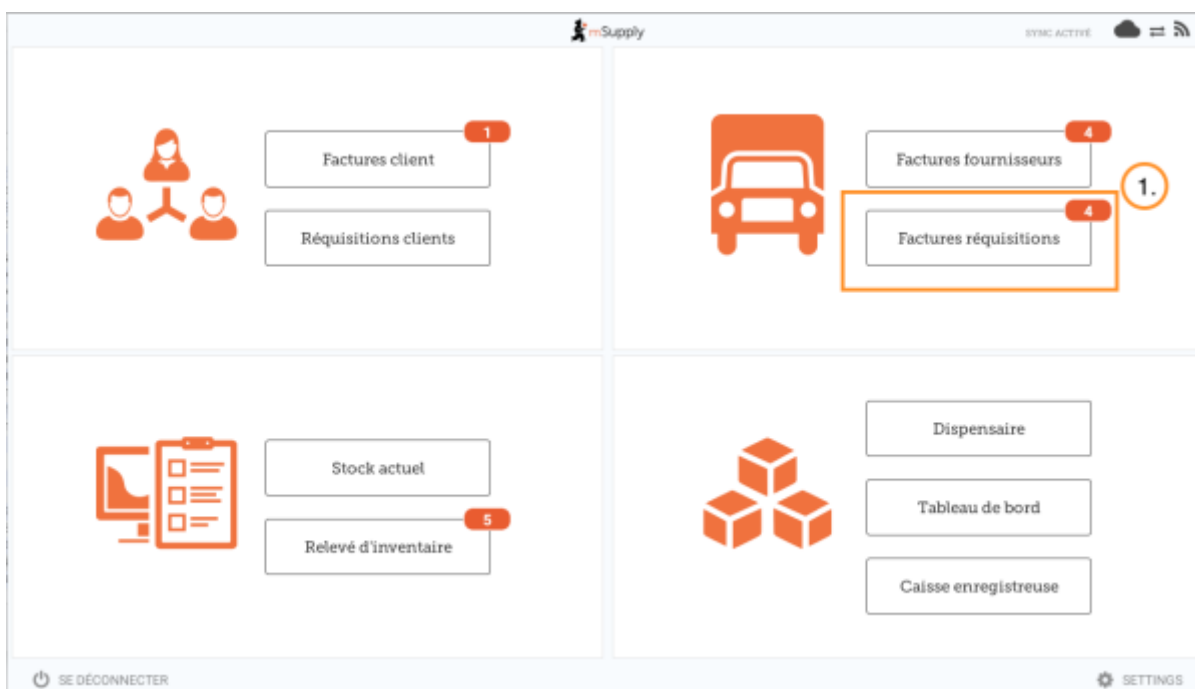 mSupply
SYNC ACTIVÉ
1
Factures client
Réquisitions clients
4
Factures fournisseurs
1.
4
Factures réquisitions
Stock actuel
5
Relevé d'inventaire
Dispensaire
Tableau de bord
Caisse enregistreuse
SE DÉCONNECTER
SETTINGS